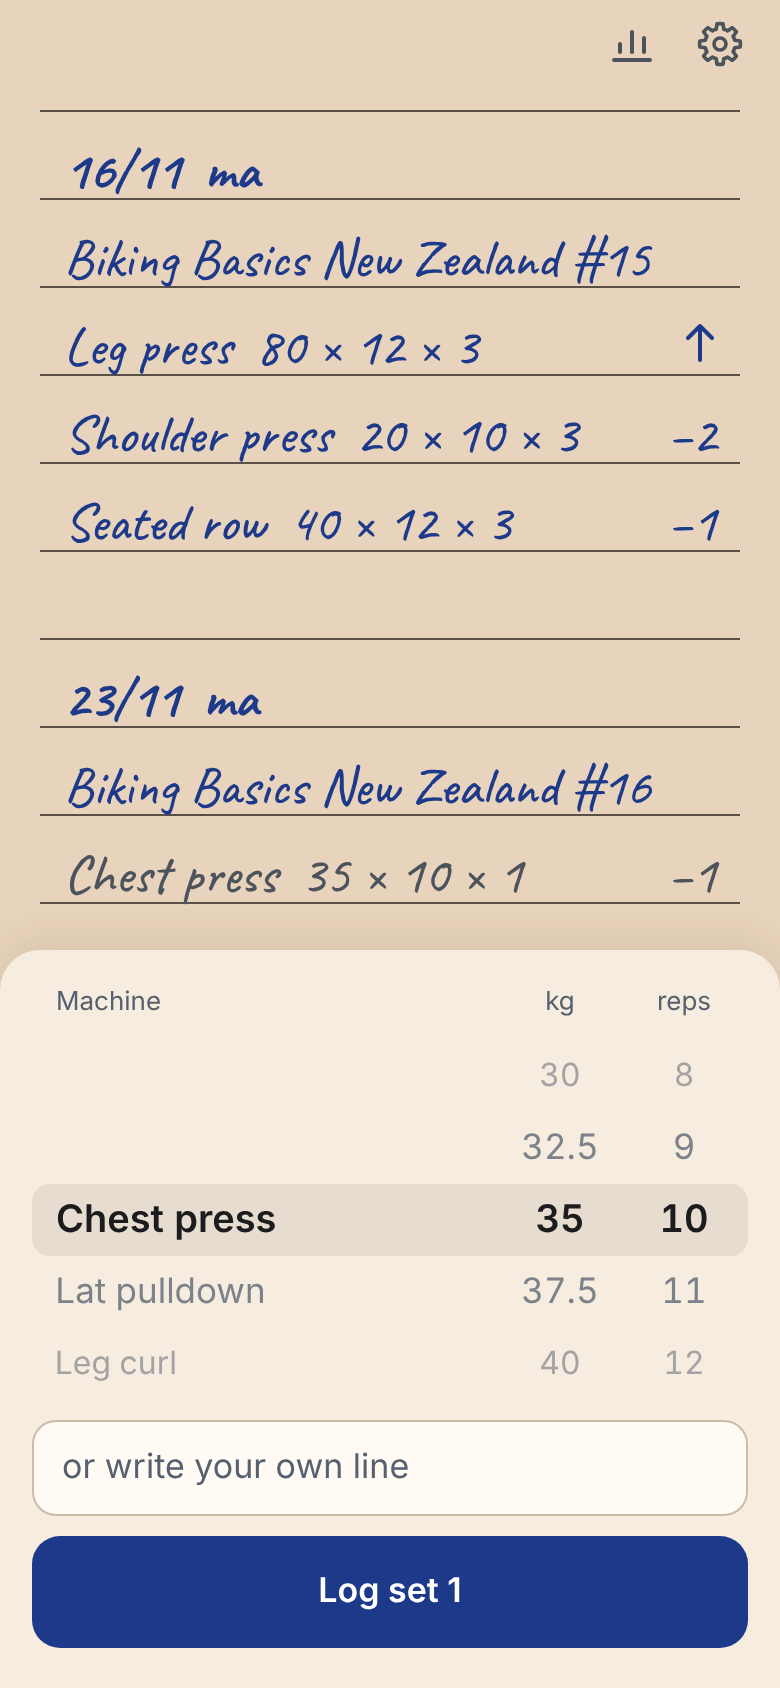 16/11 ma
Biking Basics New Zealand #15
Leg press 80 × 12 × 3 ↑
Shoulder press 20 × 10 × 3 −2
Seated row 40 × 12 × 3 −1
23/11 ma
Biking Basics New Zealand #16
Chest press 35 × 10 × 1 −1
Machine kg reps
30 8
32.5 9
Chest press 35 10
Lat pulldown 37.5 11
Leg curl 40 12
or write your own line
Log set 1